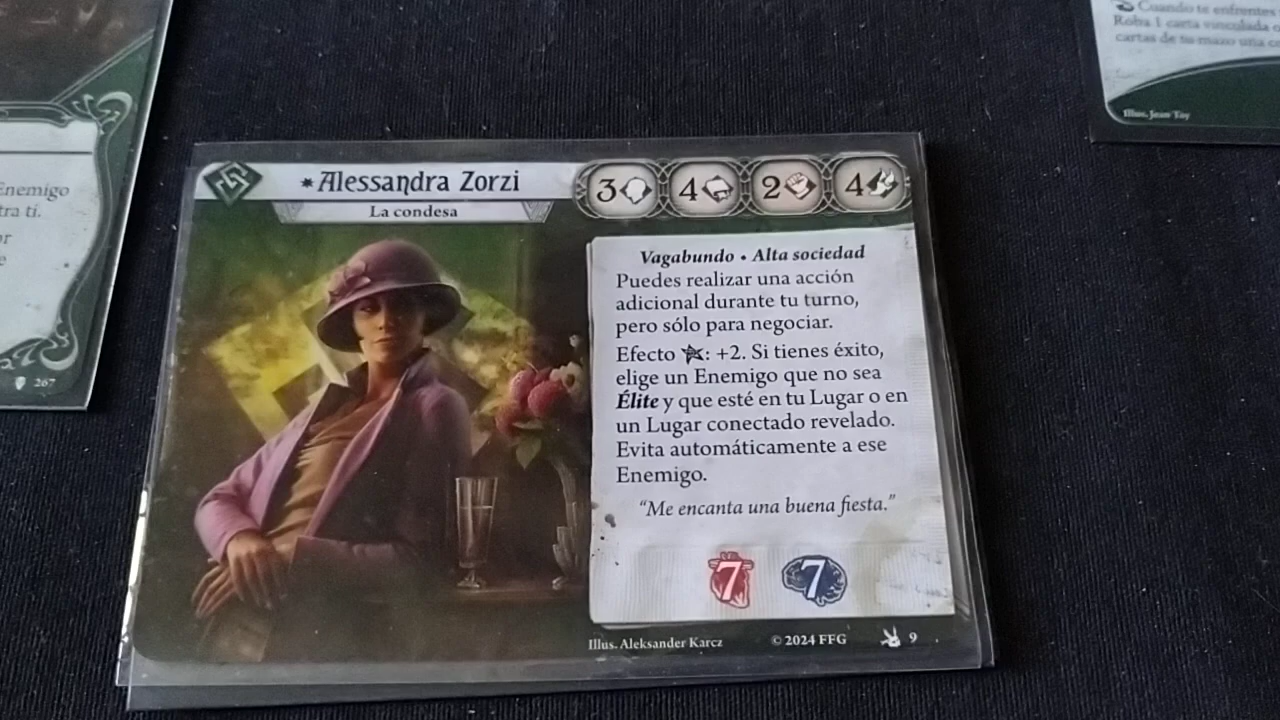 Enemigo
tra ti.
or
e
267
Alessandra Zorzi
La condesa
3 4 2 4
Vagabundo • Alta sociedad
Puedes realizar una acción
adicional durante tu turno,
pero sólo para negociar.
Efecto : +2. Si tienes éxito,
elige un Enemigo que no sea
Élite y que esté en tu Lugar o en
un Lugar conectado revelado.
Evita automáticamente a ese
Enemigo.
“Me encanta una buena fiesta.”
7 7
Illus. Aleksander Karcz © 2024 FFG 9
Cuando te enfrentes
Roba 1 carta vinculada
cartas de tu mazo una
Illus.